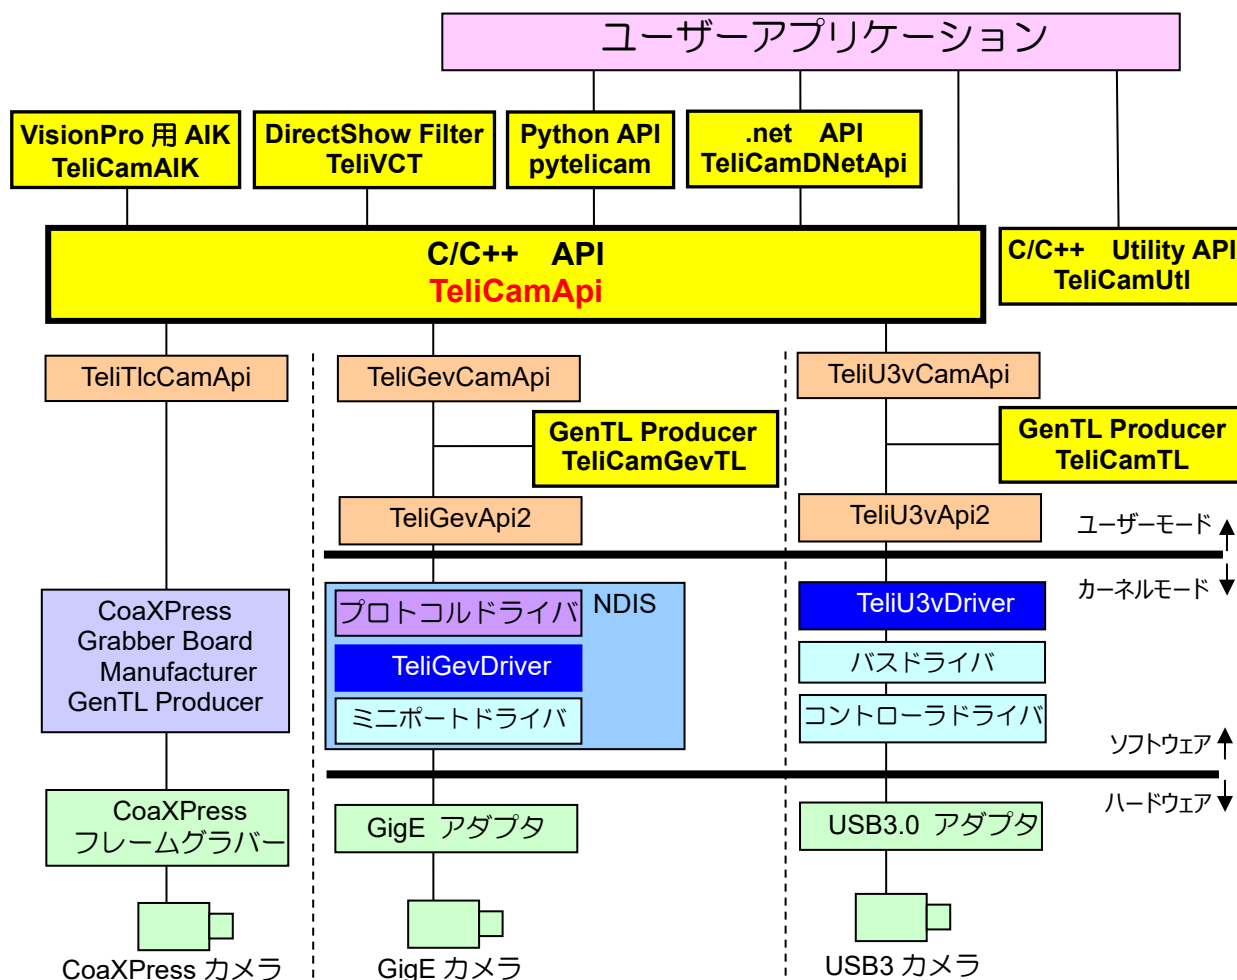 ユーザーアプリケーション
VisionPro 用 AIK
TeliCamAIK
DirectShow Filter
TeliVCT
Python API
pytelicam
.net API
TeliCamDNetApi
C/C++ API
TeliCamApi
C/C++ Utility API
TeliCamUtl
TeliTlcCamApi
TeliGevCamApi
TeliU3vCamApi
GenTL Producer
TeliCamGevTL
GenTL Producer
TeliCamTL
TeliGevApi2
TeliU3vApi2
ユーザーモード
カーネルモード
CoaXPress
Grabber Board
Manufacturer
GenTL Producer
プロトコルドライバ
NDIS
TeliGevDriver
ミニポートドライバ
TeliU3vDriver
バスドライバ
コントローラドライバ
ソフトウェア
ハードウェア
CoaXPress
フレームグラバー
GigE アダプタ
USB3.0 アダプタ
CoaXPress カメラ
GigE カメラ
USB3 カメラ